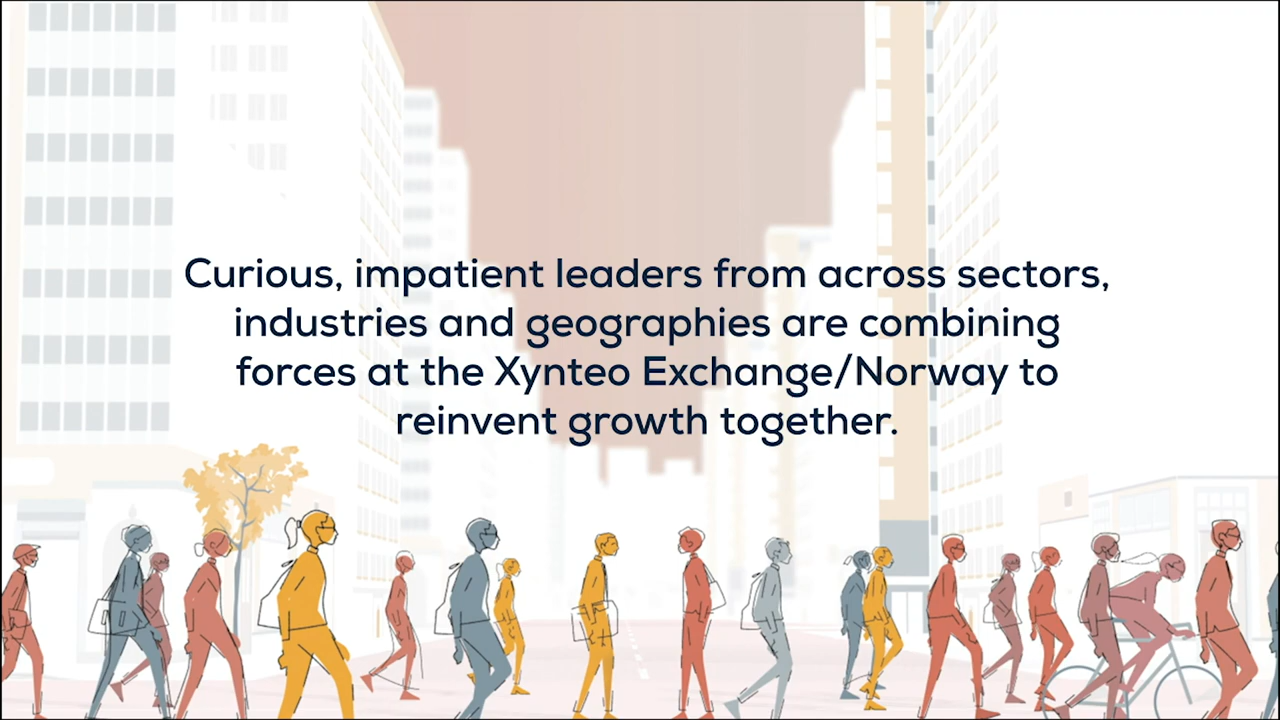 Curious, impatient leaders from across sectors,
industries and geographies are combining
forces at the Xynteo Exchange/Norway to
reinvent growth together.